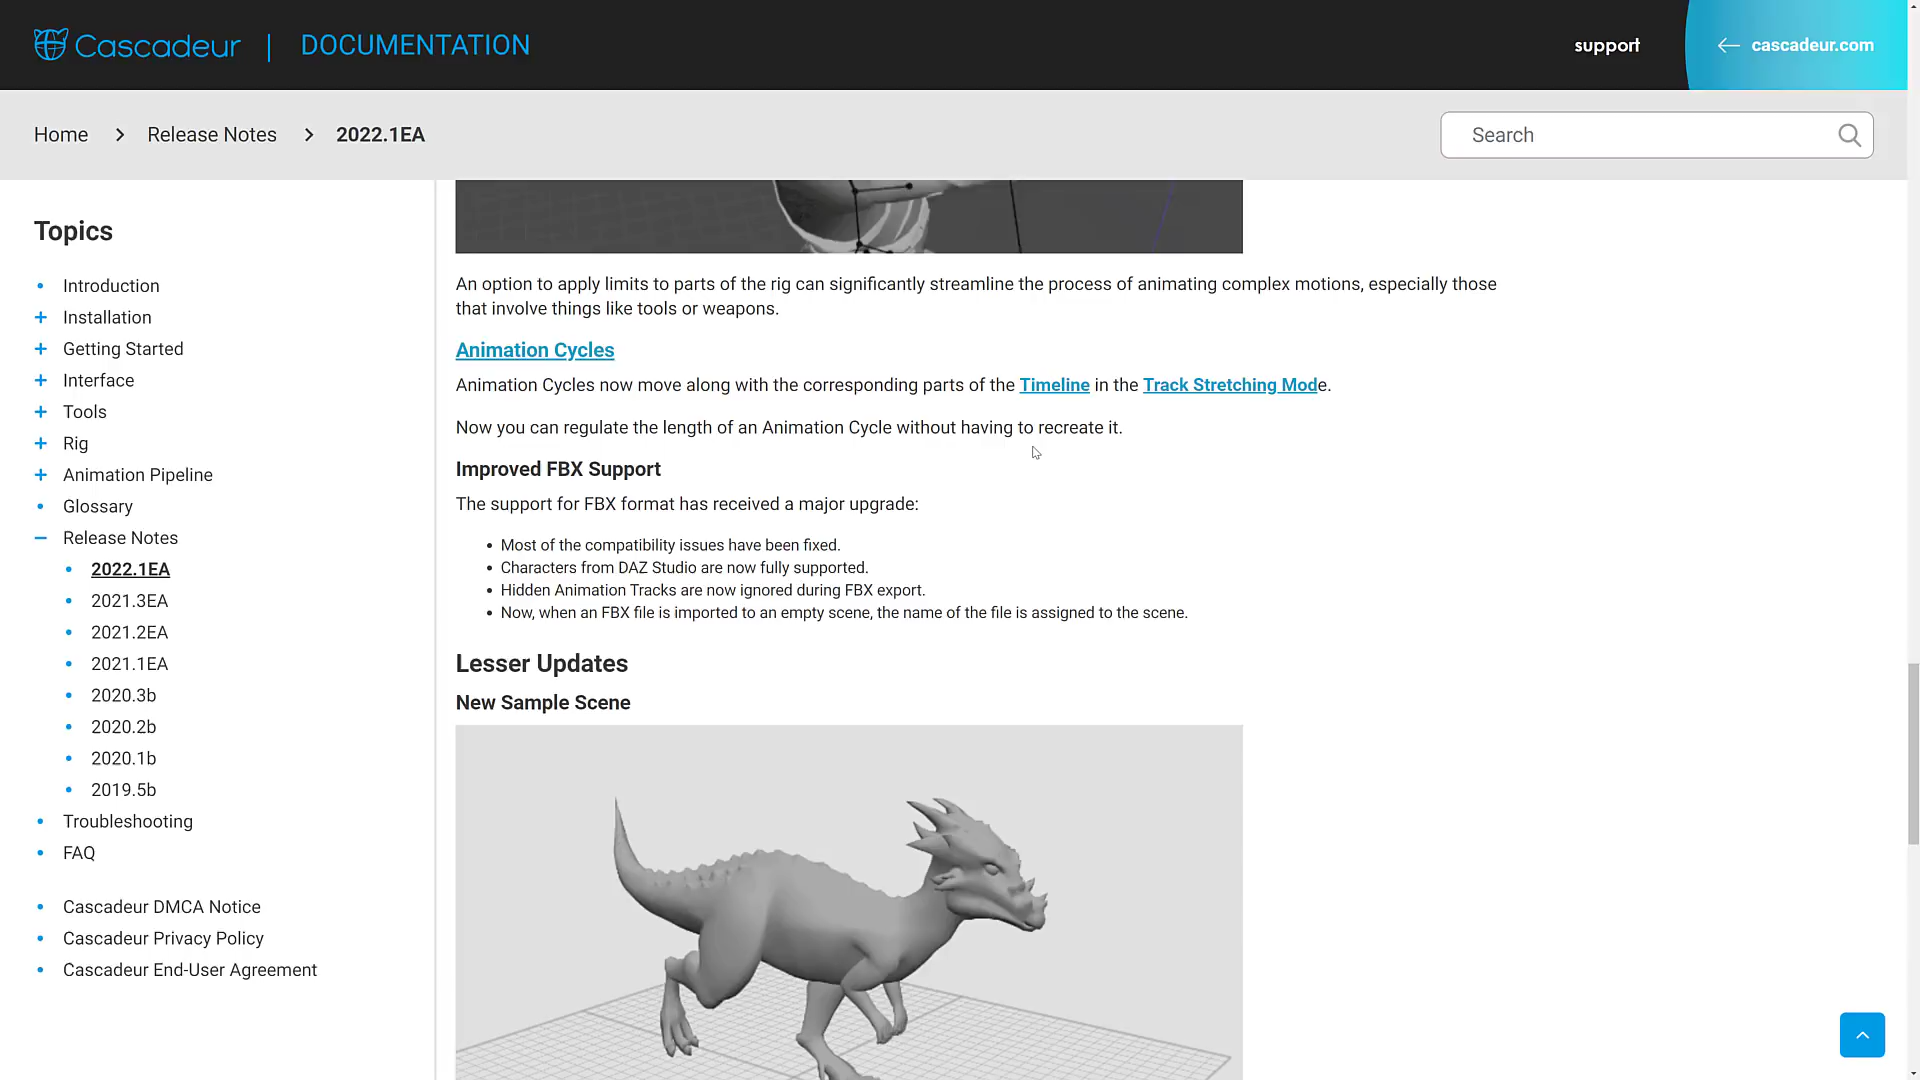 Cascadeur | DOCUMENTATION
support
cascadeur.com
Home > Release Notes > 2022.1EA
Search
Topics
Introduction
Installation
Getting Started
Interface
Tools
Rig
Animation Pipeline
Glossary
Release Notes
2022.1EA
2021.3EA
2021.2EA
2021.1EA
2020.3b
2020.2b
2020.1b
2019.5b
Troubleshooting
FAQ
Cascadeur DMCA Notice
Cascadeur Privacy Policy
Cascadeur End-User Agreement
An option to apply limits to parts of the rig can significantly streamline the process of animating complex motions, especially those
that involve things like tools or weapons.
Animation Cycles
Animation Cycles now move along with the corresponding parts of the Timeline in the Track Stretching Mode.
Now you can regulate the length of an Animation Cycle without having to recreate it.
Improved FBX Support
The support for FBX format has received a major upgrade:
Most of the compatibility issues have been fixed.
Characters from DAZ Studio are now fully supported.
Hidden Animation Tracks are now ignored during FBX export.
Now, when an FBX file is imported to an empty scene, the name of the file is assigned to the scene.
Lesser Updates
New Sample Scene